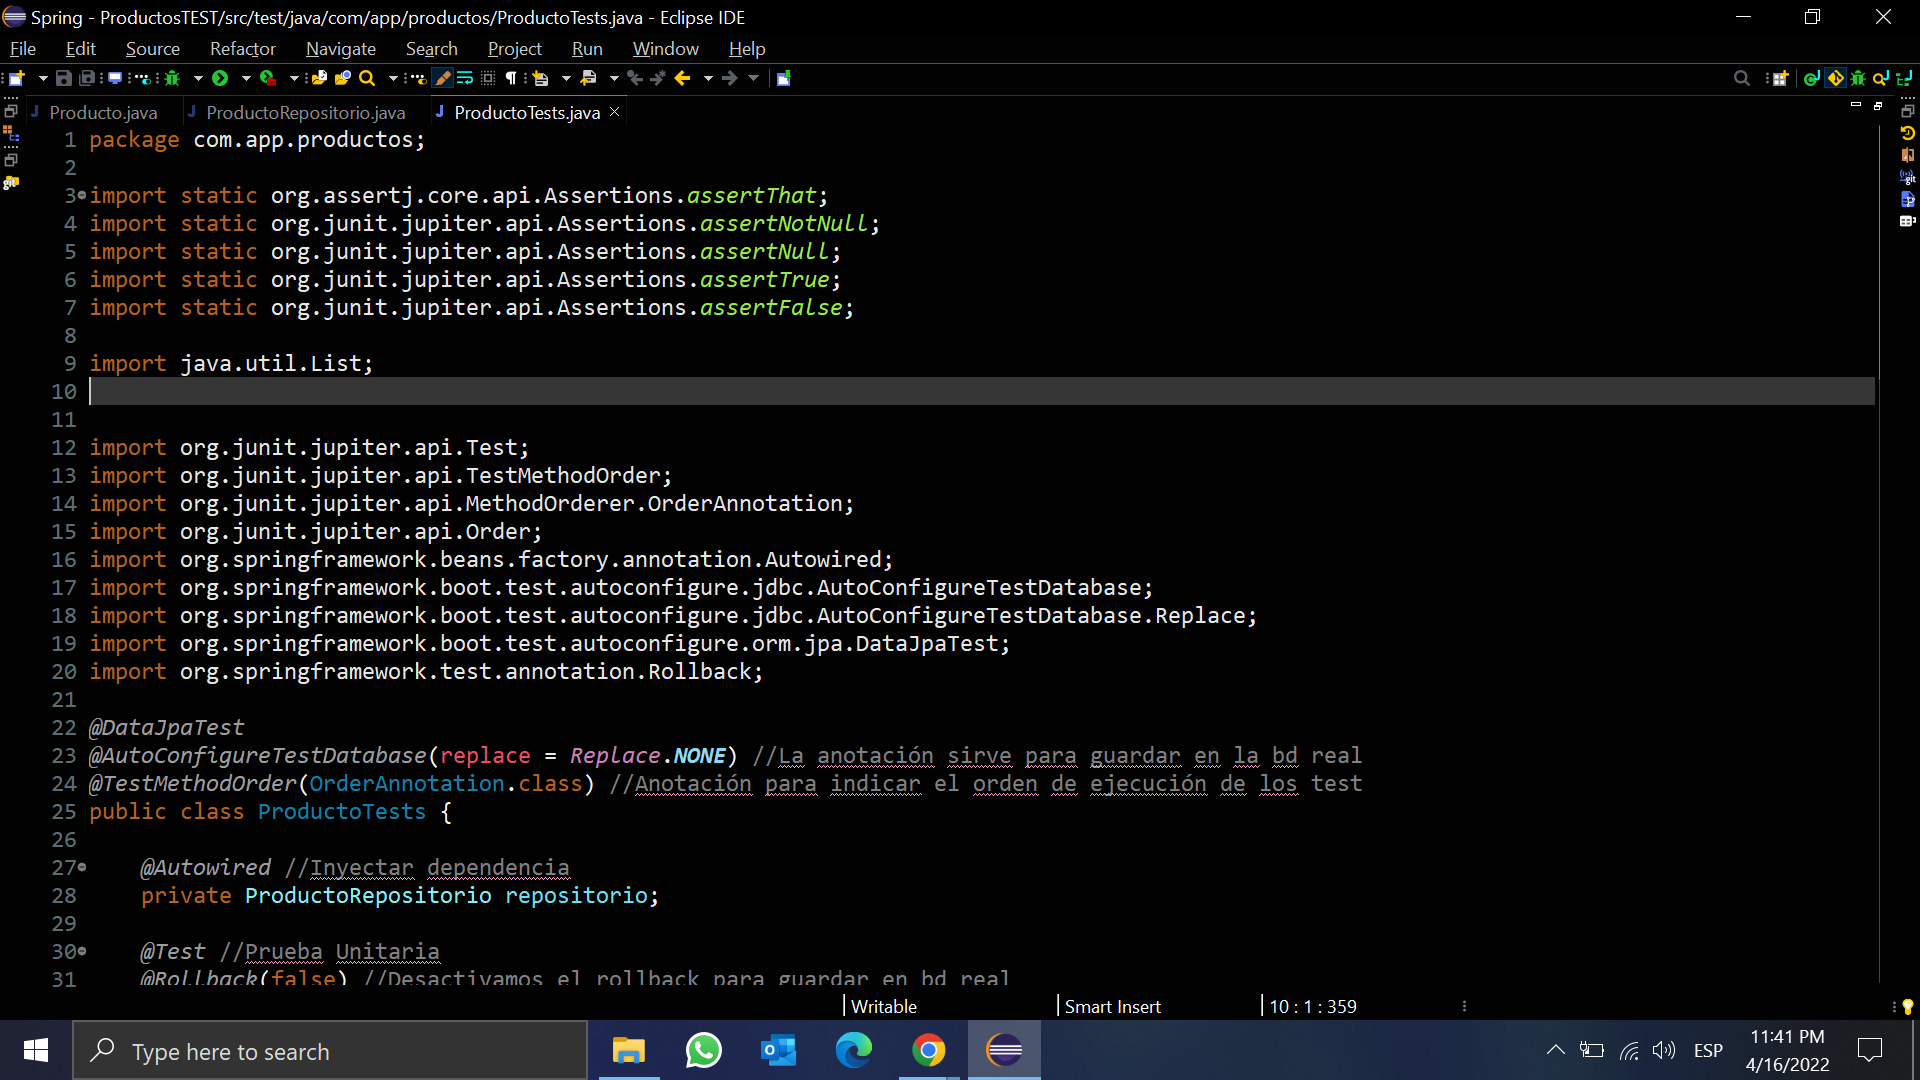 Spring - ProductosTEST/src/test/java/com/app/productos/ProductoTests.java - Eclipse IDE
File Edit Source Refactor Navigate Search Project Run Window Help
Producto.java ProductoRepositorio.java ProductoTests.java
1 package com.app.productos;
2
3 import static org.assertj.core.api.Assertions.assertThat;
4 import static org.junit.jupiter.api.Assertions.assertNotNull;
5 import static org.junit.jupiter.api.Assertions.assertNull;
6 import static org.junit.jupiter.api.Assertions.assertTrue;
7 import static org.junit.jupiter.api.Assertions.assertFalse;
8
9 import java.util.List;
10
11
12 import org.junit.jupiter.api.Test;
13 import org.junit.jupiter.api.TestMethodOrder;
14 import org.junit.jupiter.api.MethodOrderer.OrderAnnotation;
15 import org.junit.jupiter.api.Order;
16 import org.springframework.beans.factory.annotation.Autowired;
17 import org.springframework.boot.test.autoconfigure.jdbc.AutoConfigureTestDatabase;
18 import org.springframework.boot.test.autoconfigure.jdbc.AutoConfigureTestDatabase.Replace;
19 import org.springframework.boot.test.autoconfigure.orm.jpa.DataJpaTest;
20 import org.springframework.test.annotation.Rollback;
21
22 @DataJpaTest
23 @AutoConfigureTestDatabase(replace = Replace.NONE) //La anotación sirve para guardar en la bd real
24 @TestMethodOrder(OrderAnnotation.class) //Anotación para indicar el orden de ejecución de los test
25 public class ProductoTests {
26
27 @Autowired //Inyectar dependencia
28 private ProductoRepositorio repositorio;
29
30 @Test //Prueba Unitaria
31 @Rollback(false) //Desactivamos el rollback para guardar en bd real
Writable Smart Insert 10 : 1 : 359
Type here to search
ESP
11:41 PM
4/16/2022